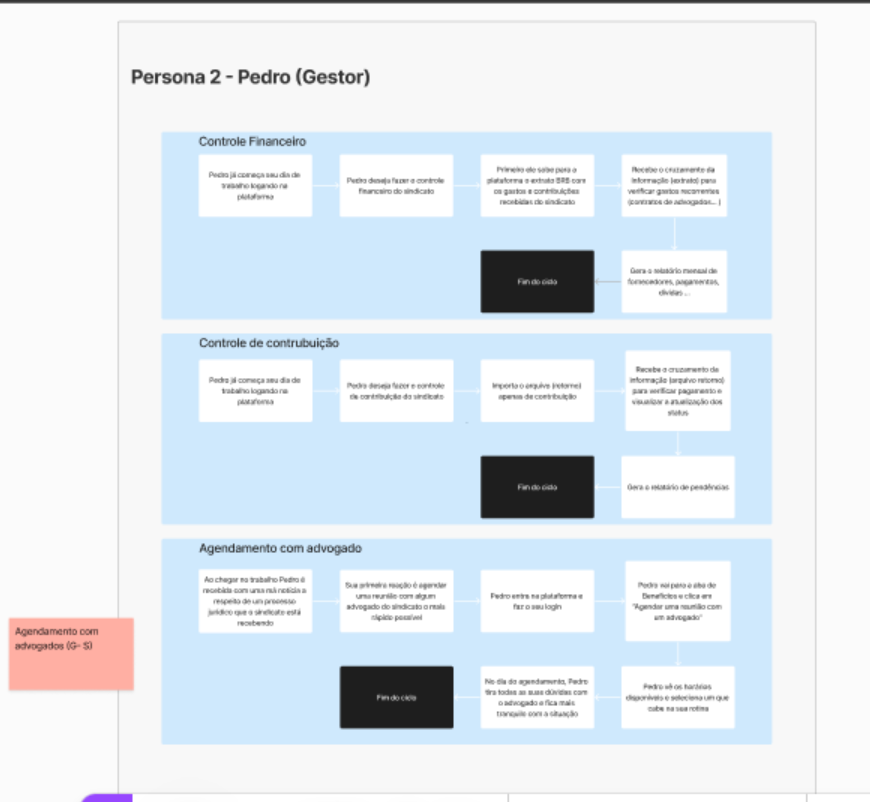 Persona 2 - Pedro (Gestor)
Controle Financeiro
Pedro já começa seu dia de
trabalho logando na
plataforma
Pedro deseja fazer o controle
financeiro do sindicato
Primeiro ele sobe para a
plataforma o extrato BRB com
os gastos e contribuições
recebidas do sindicato
Recebe o cruzamento da
informação (extrato) para
verificar gastos recorrentes
(contratos de advogados... )
Gera o relatório mensal de
fornecedores, pagamentos,
dívidas ...
Fim do ciclo
Controle de contrubuição
Pedro já começa seu dia de
trabalho logando na
plataforma
Pedro deseja fazer o controle
de contribuição do sindicato
Importa o arquivo (retorno)
apenas de contribuição
Recebe o cruzamento da
informação (arquivo retorno)
para verificar pagamento e
visualizar a atualização dos
status
Gera o relatório de pendências
Fim do ciclo
Agendamento com advogado
Ao chegar no trabalho Pedro é
recebido com uma má notícia a
respeito de um processo
jurídico que o sindicato está
recebendo
Sua primeira reação é agendar
uma reunião com algum
advogado do sindicato o mais
rápido possível
Pedro entra na plataforma e
faz o seu login
Pedro vai para a aba de
Benefícios e clica em
"Agendar uma reunião com
um advogado"
Pedro vê os horários
disponíveis e seleciona um que
cabe na sua rotina
No dia do agendamento, Pedro
tira todas as suas dúvidas com
o advogado e fica mais
tranquilo com a situação
Fim do ciclo
Agendamento com
advogados (G- S)